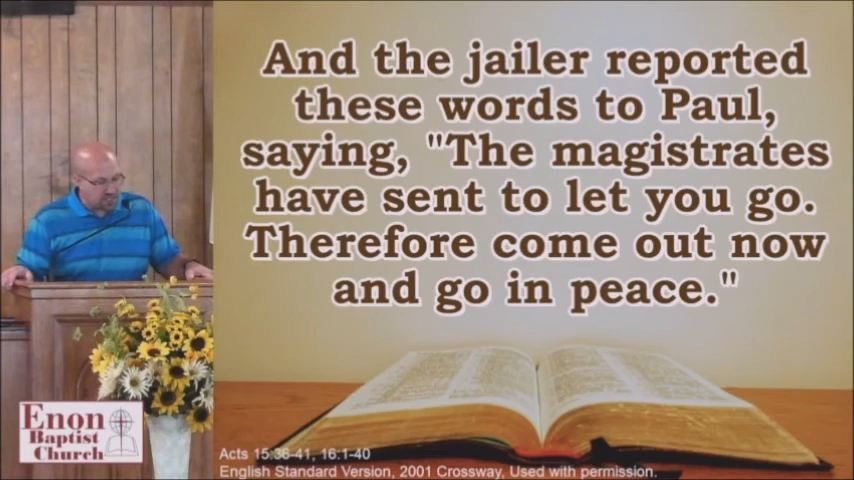 And the jailer reported
these words to Paul,
saying, "The magistrates
have sent to let you go.
Therefore come out now
and go in peace."
Enon
Baptist
Church
Acts 15:36-41, 16:1-40
English Standard Version, 2001 Crossway, Used with permission.